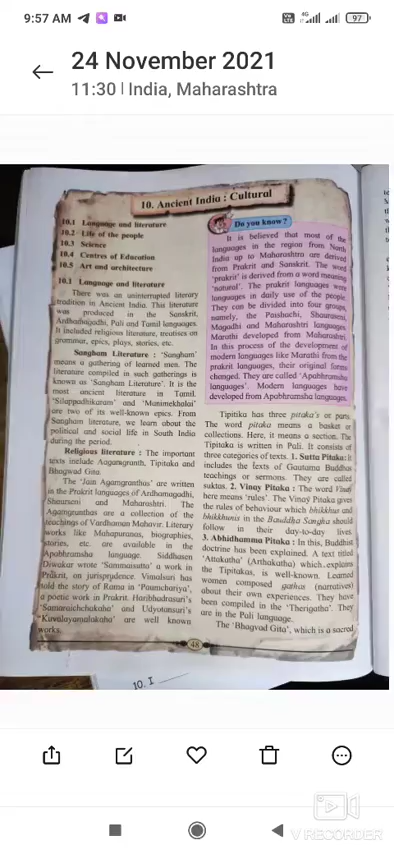 9:57 AM
4G
97
24 November 2021
11:30 | India, Maharashtra
10. Ancient India : Cultural
10.1 Language and literature
10.2 Life of the people
10.3 Science
10.4 Centres of Education
10.5 Art and architecture
10.1 Language and literature
There was an uninterrupted literary
tradition in Ancient India. This literature
was produced in the Sanskrit,
Ardhamagadhi, Pali and Tamil languages.
It included religious literature, treatises on
grammar, epics, plays, stories, etc.
Sangham Literature : 'Sangham'
means a gathering of learned men. The
literature compiled in such gatherings is
known as 'Sangham Literature'. It is the
most ancient literature in Tamil.
'Silappadhikaram' and 'Manimekhalai'
are two of its well-known epics. From
Sangham literature, we learn about the
political and social life in South India
during the period.
Religious literature : The important
texts include Aagamgranth, Tipitaka and
Bhagvad Gita.
The 'Jain Agamgranthas' are written
in the Prakrit languages of Ardhamagadhi,
Shauraseni and Maharashtri. The
Agamgranthas are a collection of the
teachings of Vardhaman Mahavir. Literary
works like Mahapuranas, biographies,
stories, etc. are available in the
Apabhramsha language. Siddhasen
Diwakar wrote 'Sammaisutta' a work in
Prakrit, on jurisprudence. Vimalsuri has
told the story of Rama in 'Paumchariya',
a poetic work in Prakrit. Haribhadrasuri's
'Samaraichchakaha' and Udyotansuri's
'Kuvalayamalakaha' are well known
works.
Do you know?
It is believed that most of the
languages in the region from North
India up to Maharashtra are derived
from Prakrit and Sanskrit. The word
'prakrit' is derived from a word meaning
'natural'. The prakrit languages were
languages in daily use of the people.
They can be divided into four groups,
namely, the Paishachi, Shauraseni,
Magadhi and Maharashtri languages.
Marathi developed from Maharashtri.
In this process of the development of
modern languages like Marathi from the
prakrit languages, their original forms
changed. They are called 'Apabhramsha
languages'. Modern languages have
developed from Apabhramsha languages.
Tipitika has three pitaka's or parts.
The word pitaka means a basket or
collections. Here, it means a section. The
Tipitaka is written in Pali. It consists of
three categories of texts. 1. Sutta Pitaka: it
includes the texts of Gautama Buddha's
teachings or sermons. They are called
suktas. 2. Vinay Pitaka : The word Vinay
here means 'rules'. The Vinay Pitaka gives
the rules of behaviour which bhikkhus and
bhikkhunis in the Bauddha Sangha should
follow in their day-to-day lives.
3. Abhidhamma Pitaka : In this, Buddhist
doctrine has been explained. A text titled
'Attakatha' (Arthakatha) which explains
the Tipitakas, is well-known. Learned
women composed gathas (narrative)
about their own experiences. They have
been compiled in the 'Therigatha'. They
are in the Pali language.
The 'Bhagvad Gita', which is a sacred
48
10. I
V RECORDER